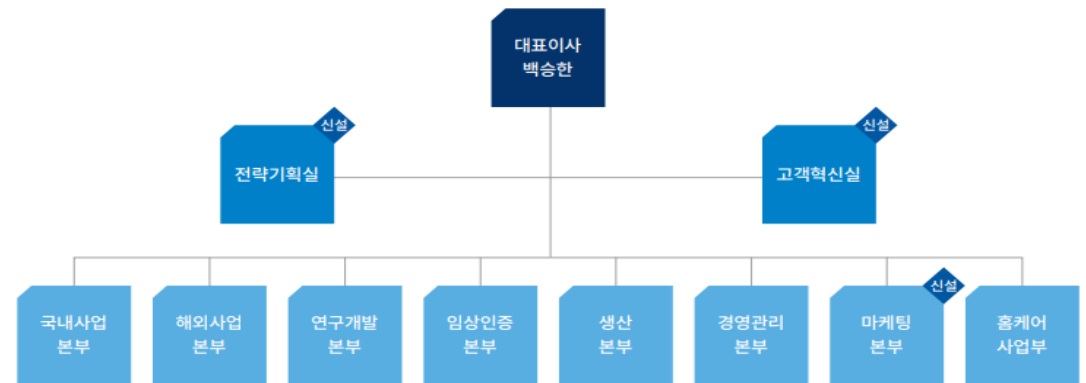 대표이사
백승한
신설
신설
전략기획실
고객혁신실
신설
국내사업
본부
해외사업
본부
연구개발
본부
임상인증
본부
생산
본부
경영관리
본부
마케팅
본부
홈케어
사업부